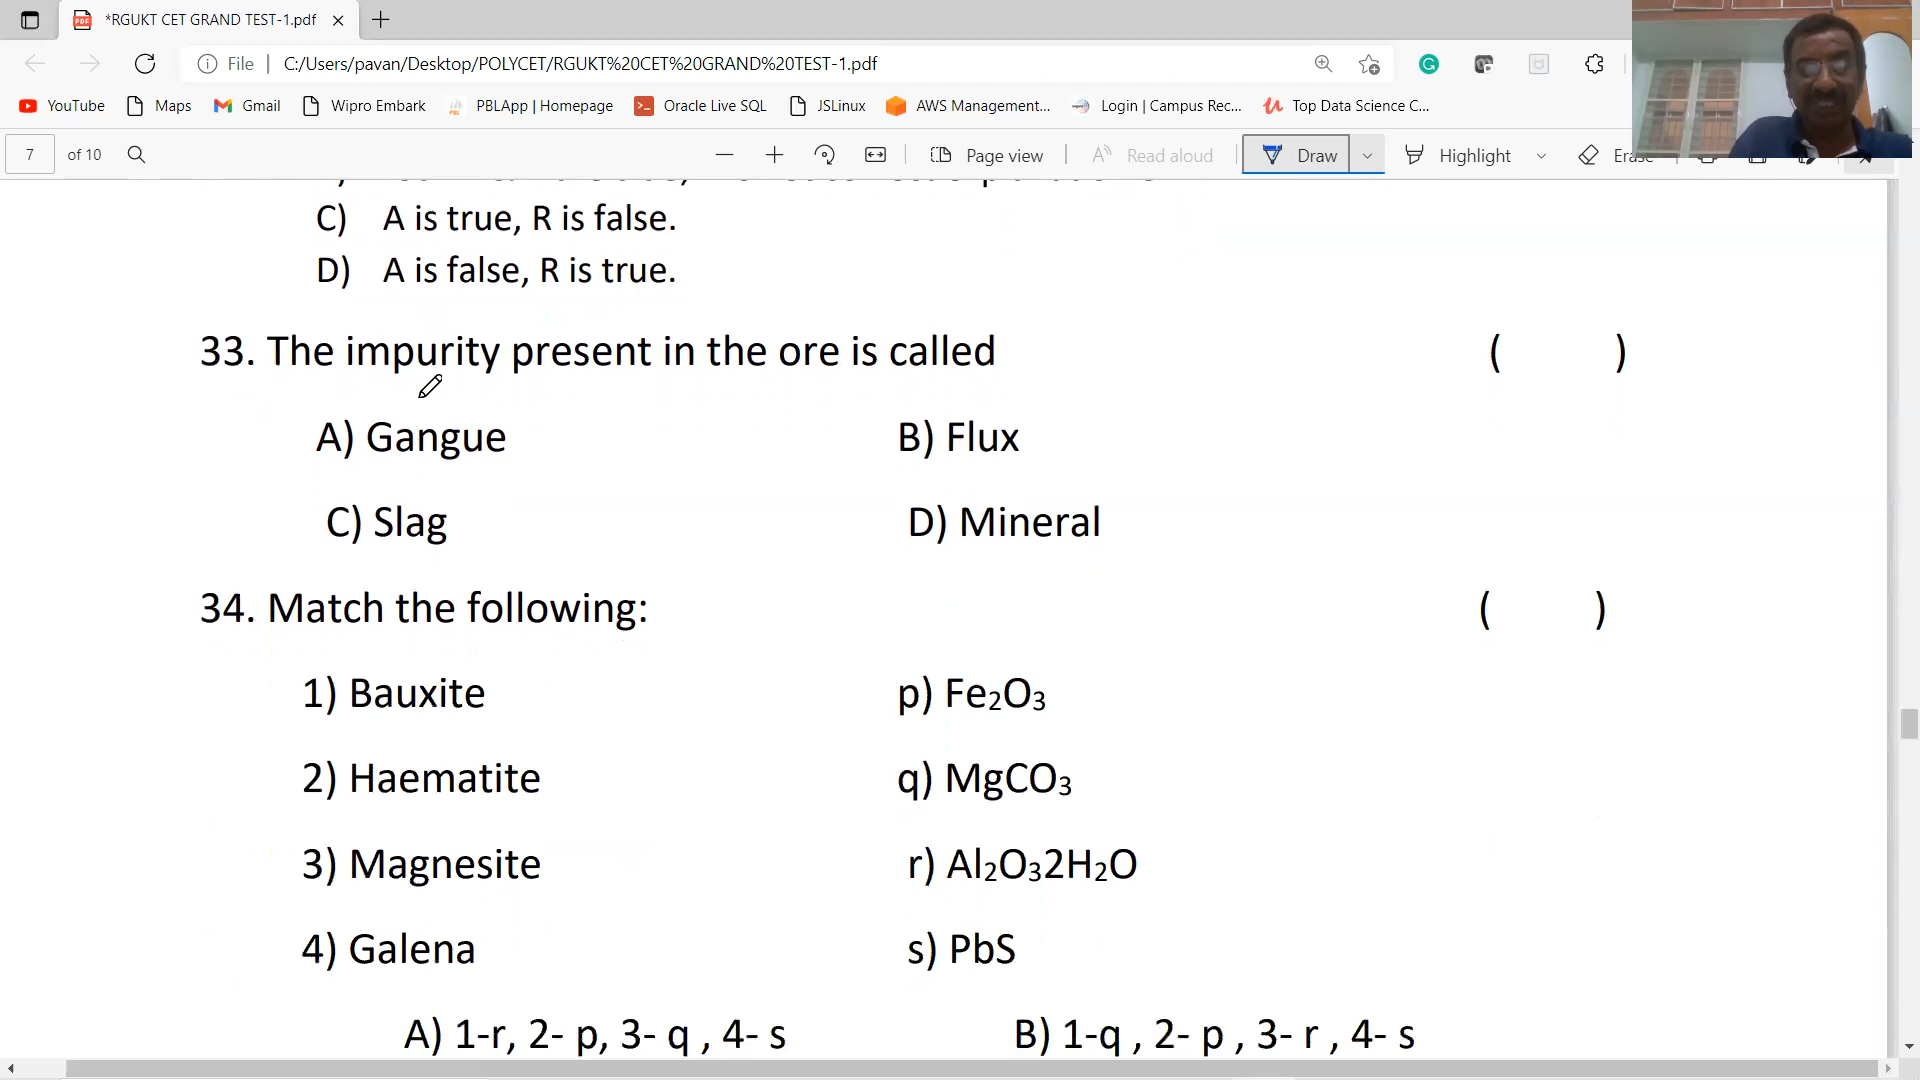 *RGUKT CET GRAND TEST-1.pdf
File
C:/Users/pavan/Desktop/POLYCET/RGUKT%20CET%20GRAND%20TEST-1.pdf
YouTube Maps Gmail Wipro Embark PBLApp | Homepage Oracle Live SQL JSLinux AWS Management... Login | Campus Rec... Top Data Science C...
7 of 10 Page view Read aloud Draw Highlight Erase
C) A is true, R is false.
D) A is false, R is true.
33. The impurity present in the ore is called ( )
A) Gangue B) Flux
C) Slag D) Mineral
34. Match the following: ( )
1) Bauxite p) Fe₂O₃
2) Haematite q) MgCO₃
3) Magnesite r) Al₂O₃2H₂O
4) Galena s) PbS
A) 1-r, 2- p, 3- q , 4- s B) 1-q , 2- p , 3- r , 4- s